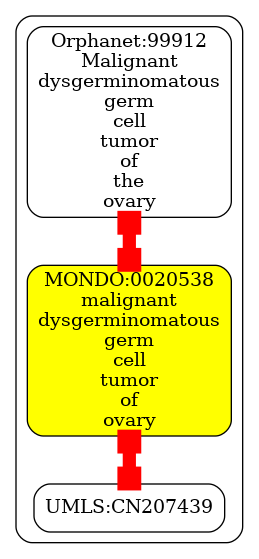 Orphanet:99912
Malignant
dysgerminomatous
germ
cell
tumor
of
the
ovary
MONDO:0020538
malignant
dysgerminomatous
germ
cell
tumor
of
ovary
UMLS:CN207439